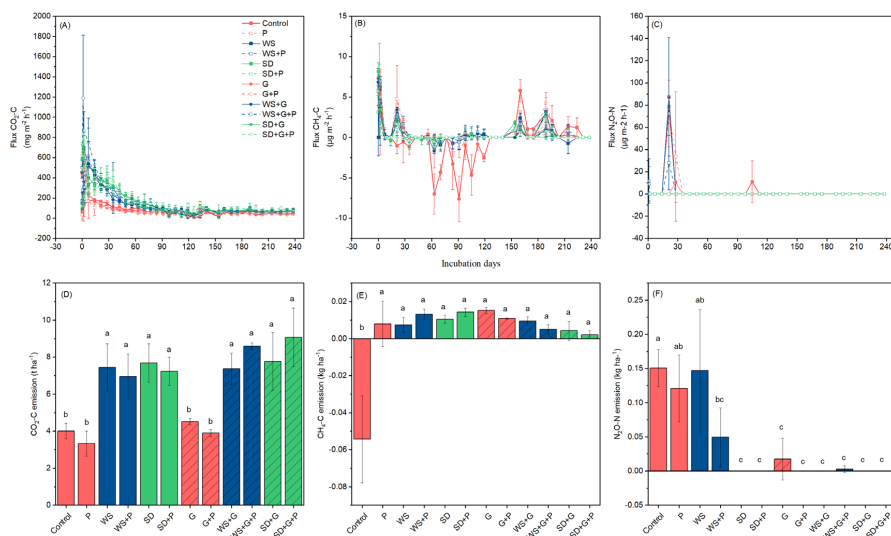 (A)
Flux CO₂-C
(mg m⁻² h⁻¹)
2000
1800
1600
1400
1200
1000
800
600
400
200
0
-200
-400
-30 0 30 60 90 120 150 180 210 240
Control
P
WS
WS+P
SD
SD+P
G
G+P
WS+G
WS+G+P
SD+G
SD+G+P
(B)
Flux CH₄-C
(μg m⁻² h⁻¹)
15
10
5
0
-5
-10
-30 0 30 60 90 120 150 180 210 240
Incubation days
(C)
Flux N₂O-N
(μg m-2 h-1)
160
140
120
100
80
60
40
20
0
-20
-40
0 30 60 90 120 150 180 210 240
(D)
CO₂-C emission (t ha⁻¹)
12
10
8
6
4
2
0
b b a a a a b b a a a a
Control P WS WS+P SD SD+P G G+P WS+G WS+G+P SD+G SD+G+P
(E)
CH₄-C emission (kg ha⁻¹)
0.02
0.00
-0.02
-0.04
-0.06
-0.08
b a a a a a a a a a a a
Control P WS WS+P SD SD+P G G+P WS+G WS+G+P SD+G SD+G+P
(F)
N₂O-N emission (kg ha⁻¹)
0.25
0.20
0.15
0.10
0.05
0.00
-0.05
a ab ab bc c c c c c c c c
Control P WS WS+P SD SD+P G G+P WS+G WS+G+P SD+G SD+G+P